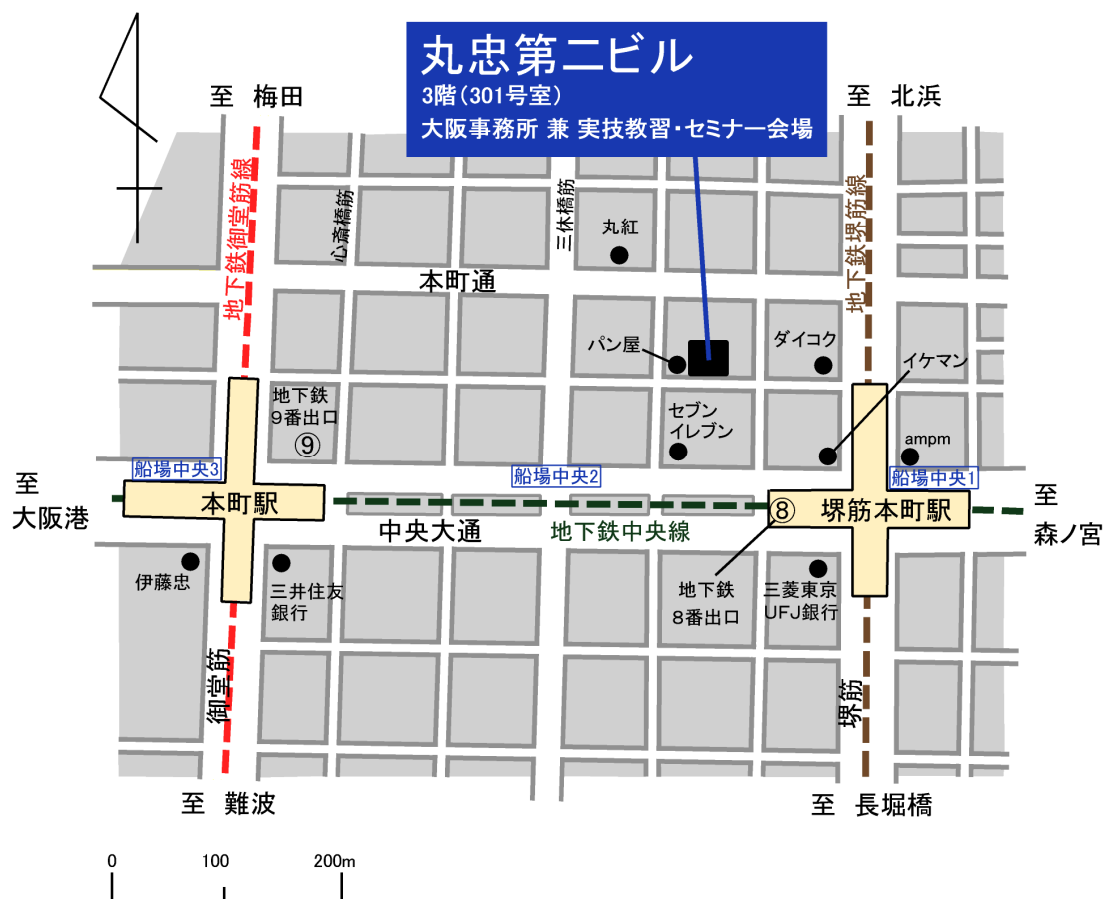 丸忠第二ビル
3階(301号室)
大阪事務所 兼 実技教習・セミナー会場
至 梅田
至 北浜
地下鉄御堂筋線
心斎橋筋
三休橋筋
地下鉄堺筋線
丸紅
本町通
パン屋
ダイコク
イケマン
地下鉄
9番出口
⑨
セブン
イレブン
ampm
船場中央3
船場中央2
船場中央1
至
大阪港
本町駅
中央大通
地下鉄中央線
⑧
堺筋本町駅
至
森ノ宮
伊藤忠
三井住友
銀行
地下鉄
8番出口
三菱東京
UFJ銀行
御堂筋
堺筋
至 難波
至 長堀橋
0
100
200m